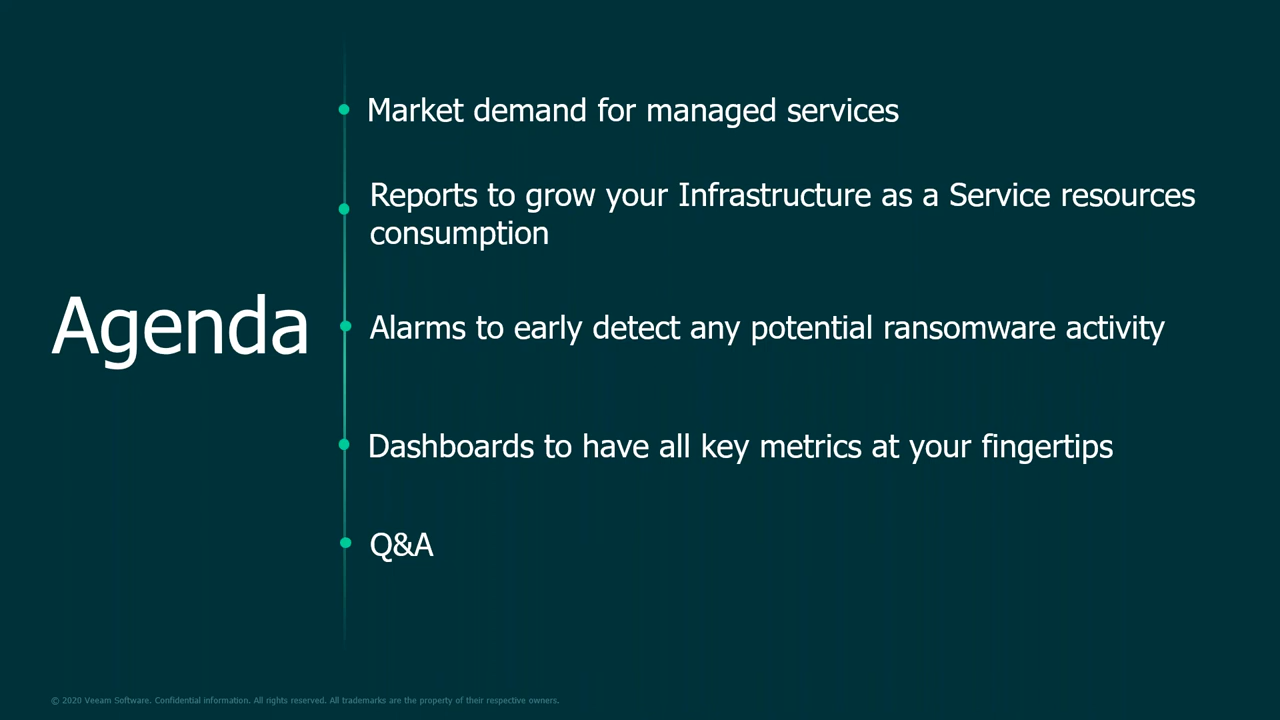 Agenda
Market demand for managed services
Reports to grow your Infrastructure as a Service resources
consumption
Alarms to early detect any potential ransomware activity
Dashboards to have all key metrics at your fingertips
Q&A
© 2020 Veeam Software. Confidential information. All rights reserved. All trademarks are the property of their respective owners.